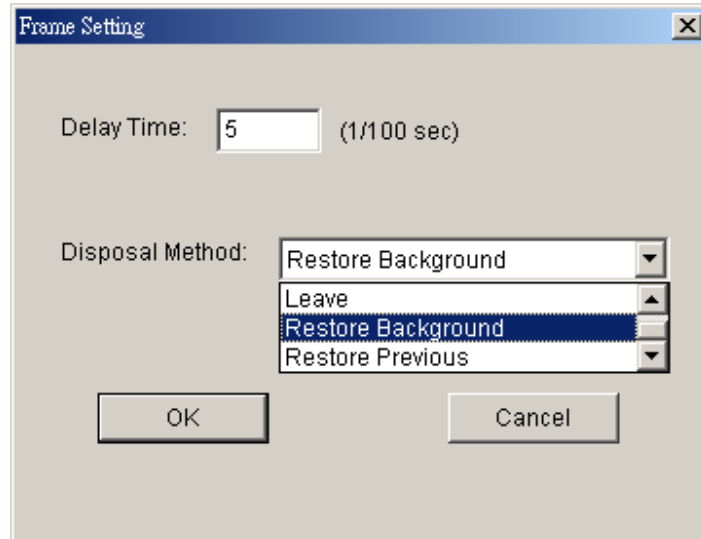 Frame Setting
Delay Time: 5 (1/100 sec)
Disposal Method: Restore Background
Leave
Restore Background
Restore Previous
OK Cancel